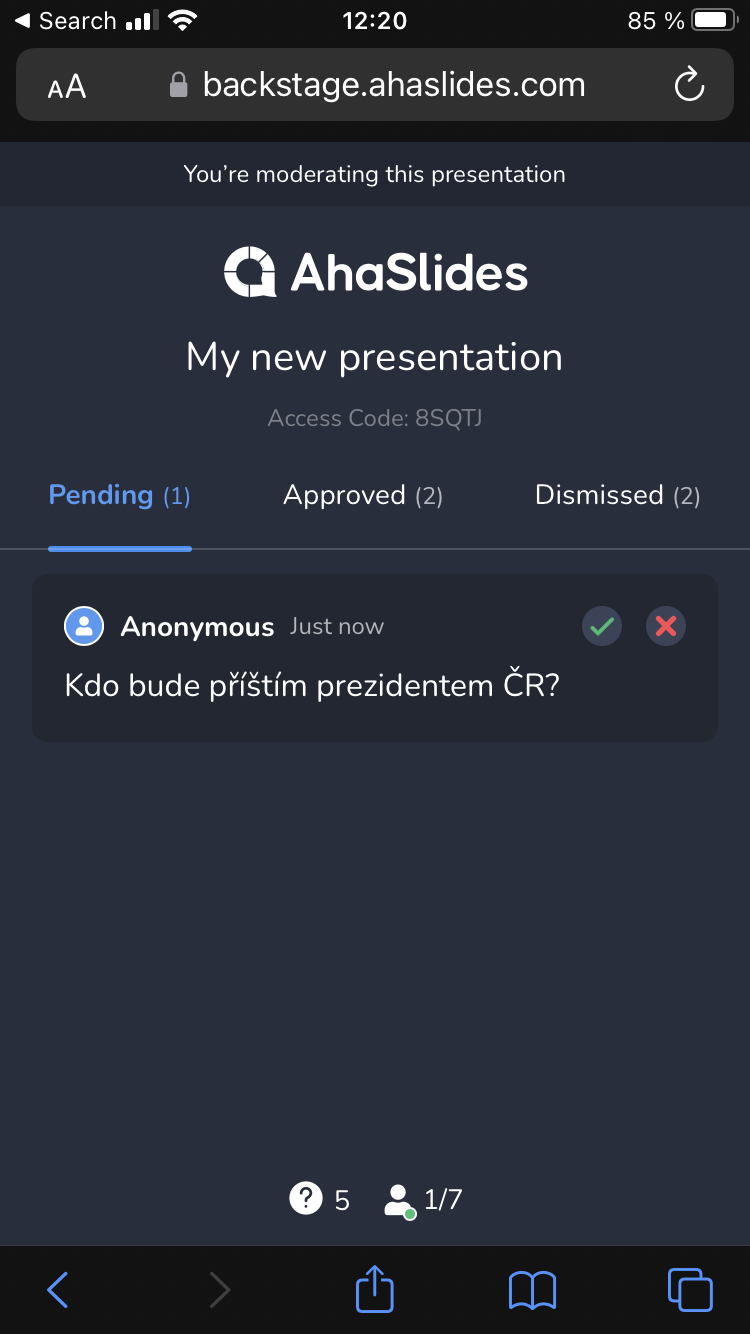 Search 12:20 85 %
AA backstage.ahaslides.com
You’re moderating this presentation
AhaSlides
My new presentation
Access Code: 8SQTJ
Pending (1) Approved (2) Dismissed (2)
Anonymous Just now
Kdo bude příštím prezidentem ČR?
? 5 1/7